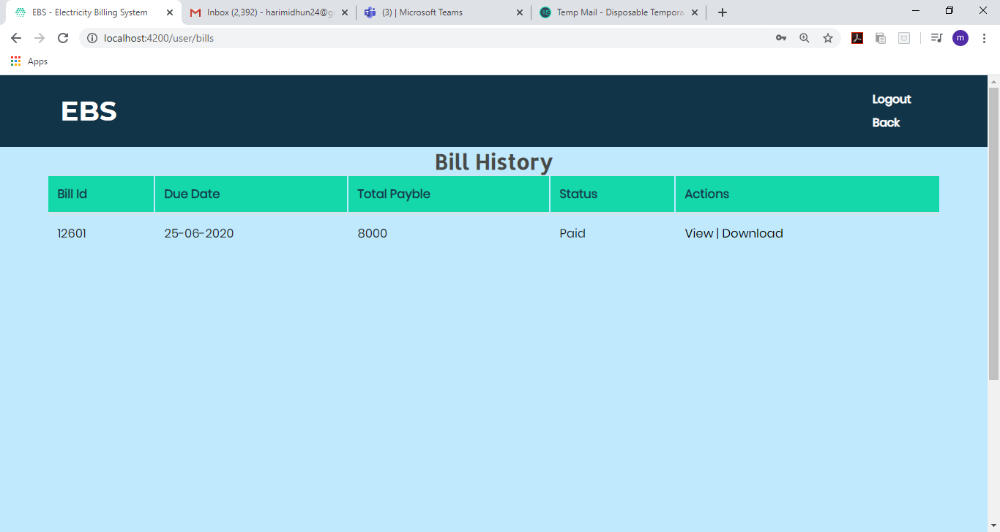 EBS - Electricity Billing System
Inbox (2,392) - harimidhun24@g
(3) | Microsoft Teams
Temp Mail - Disposable Tempora
localhost:4200/user/bills
m
Apps
EBS
Logout
Back
Bill History
Bill Id Due Date Total Payble Status Actions
12601 25-06-2020 8000 Paid View | Download